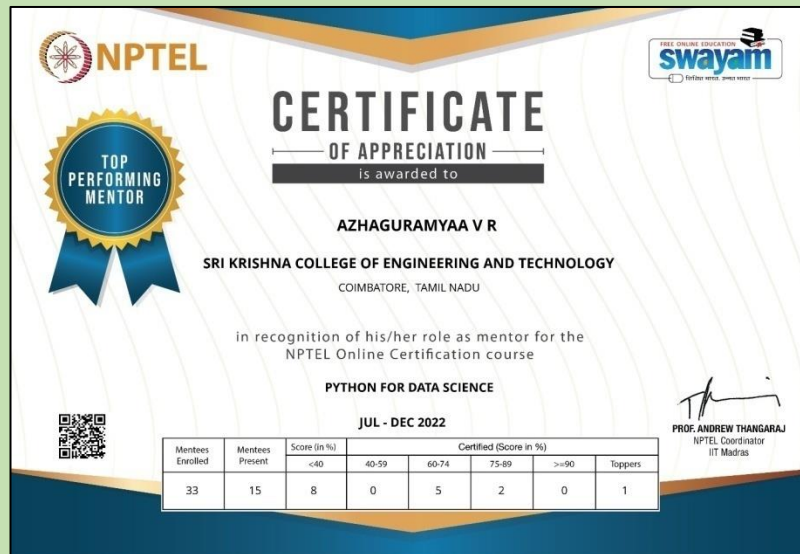 NPTEL
FREE ONLINE EDUCATION
swayam
शिक्षित भारत, उन्नत भारत
CERTIFICATE
OF APPRECIATION
is awarded to
TOP
PERFORMING
MENTOR
AZHAGURAMYAA V R
SRI KRISHNA COLLEGE OF ENGINEERING AND TECHNOLOGY
COIMBATORE, TAMIL NADU
in recognition of his/her role as mentor for the
NPTEL Online Certification course
PYTHON FOR DATA SCIENCE
JUL - DEC 2022
PROF. ANDREW THANGARAJ
NPTEL Coordinator
IIT Madras
Mentees Enrolled Mentees Present Score (in %) Certified (Score in %)
<40 40-59 60-74 75-89 >=90 Toppers
33 15 8 0 5 2 0 1